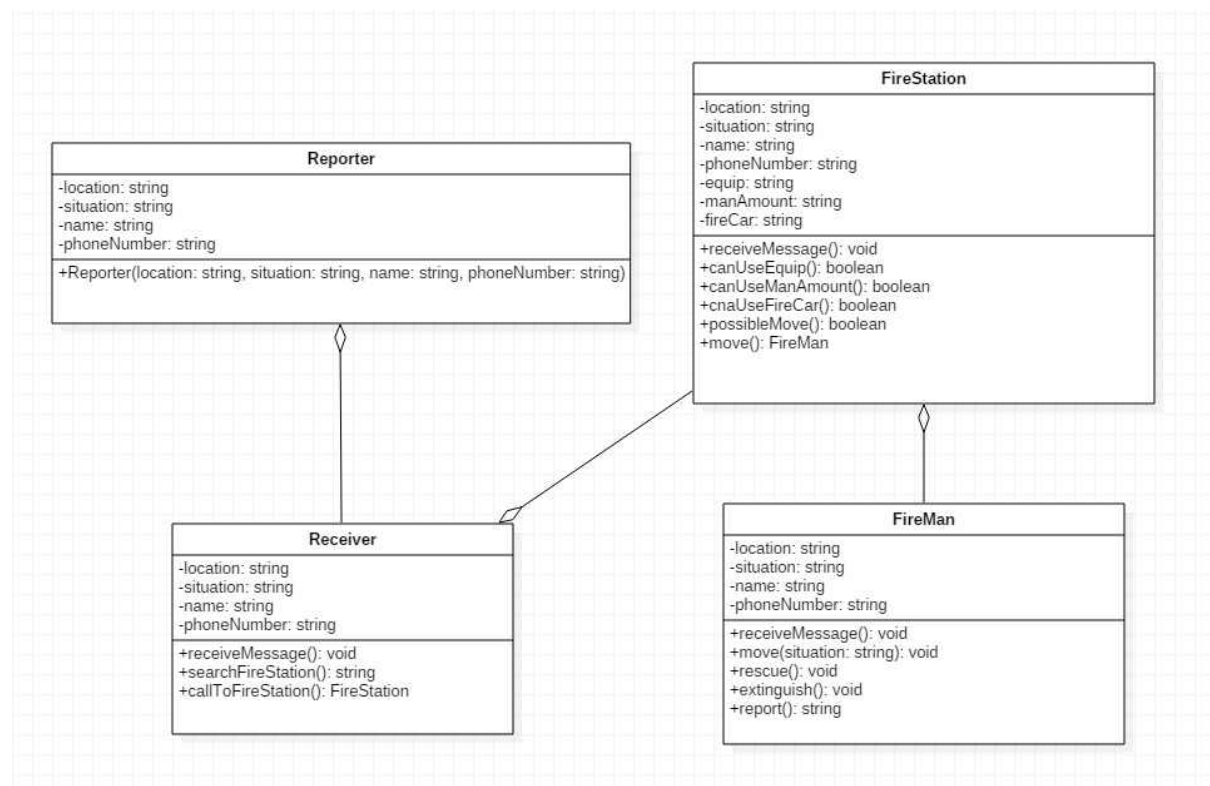 Reporter
-location: string
-situation: string
-name: string
-phoneNumber: string
+Reporter(location: string, situation: string, name: string, phoneNumber: string)
FireStation
-location: string
-situation: string
-name: string
-phoneNumber: string
-equip: string
-manAmount: string
-fireCar: string
+receiveMessage(): void
+canUseEquip(): boolean
+canUseManAmount(): boolean
+cnaUseFireCar(): boolean
+possibleMove(): boolean
+move(): FireMan
Receiver
-location: string
-situation: string
-name: string
-phoneNumber: string
+receiveMessage(): void
+searchFireStation(): string
+callToFireStation(): FireStation
FireMan
-location: string
-situation: string
-name: string
-phoneNumber: string
+receiveMessage(): void
+move(situation: string): void
+rescue(): void
+extinguish(): void
+report(): string